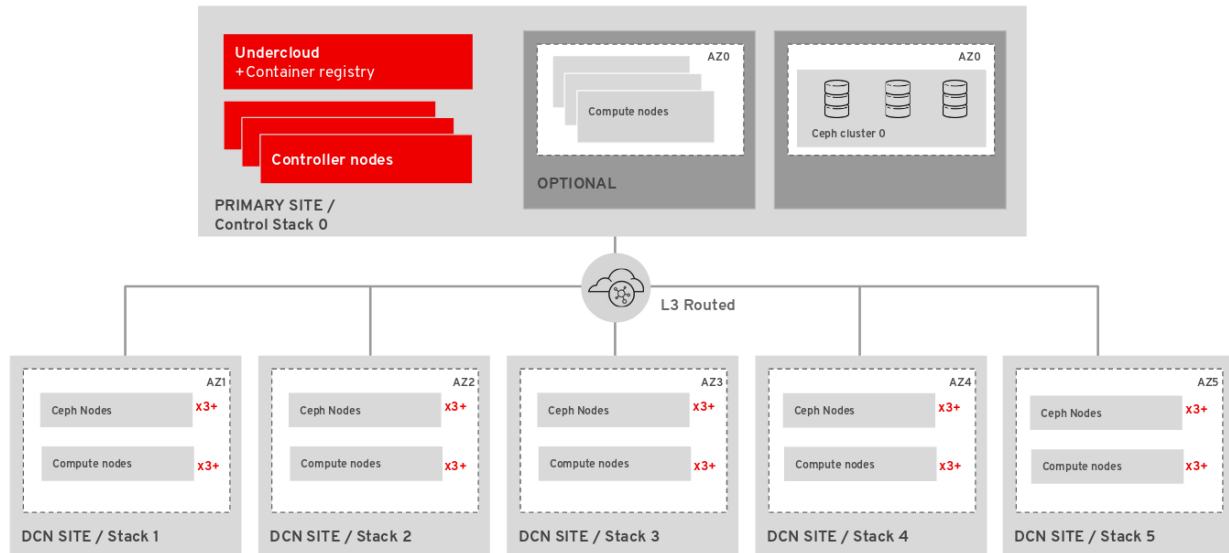 Undercloud
+Container registry
Controller nodes
PRIMARY SITE /
Control Stack 0
AZ0
Compute nodes
OPTIONAL
AZ0
Ceph cluster 0
L3 Routed
AZ1
Ceph Nodes
x3+
Compute nodes
x3+
DCN SITE / Stack 1
AZ2
Ceph Nodes
x3+
Compute nodes
x3+
DCN SITE / Stack 2
AZ3
Ceph Nodes
x3+
Compute nodes
x3+
DCN SITE / Stack 3
AZ4
Ceph Nodes
x3+
Compute nodes
x3+
DCN SITE / Stack 4
AZ5
Ceph Nodes
x3+
Compute nodes
x3+
DCN SITE / Stack 5